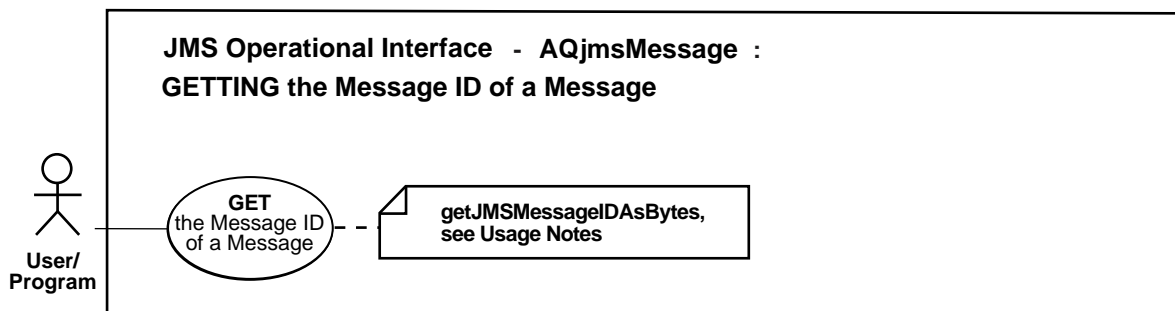 JMS Operational Interface - AQjmsMessage :
GETTING the Message ID of a Message
GET
the Message ID
of a Message
getJMSMessageIDAsBytes,
see Usage Notes
User/
Program